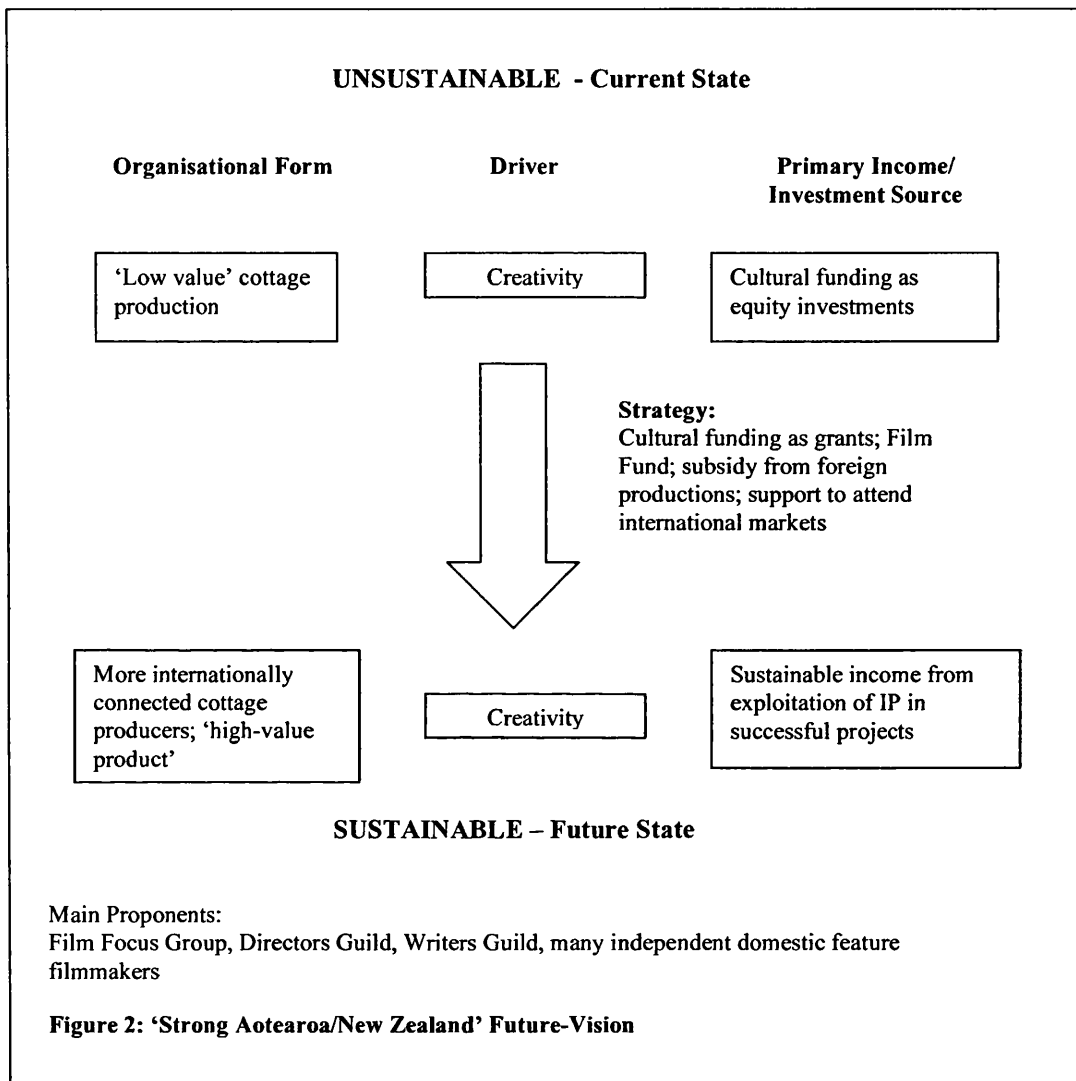 UNSUSTAINABLE - Current State
Organisational Form
Driver
Primary Income/
Investment Source
‘Low value’ cottage
production
Creativity
Cultural funding as
equity investments
Strategy:
Cultural funding as grants; Film
Fund; subsidy from foreign
productions; support to attend
international markets
More internationally
connected cottage
producers; ‘high-value
product’
Creativity
Sustainable income from
exploitation of IP in
successful projects
SUSTAINABLE – Future State
Main Proponents:
Film Focus Group, Directors Guild, Writers Guild, many independent domestic feature
filmmakers
Figure 2: ‘Strong Aotearoa/New Zealand’ Future-Vision